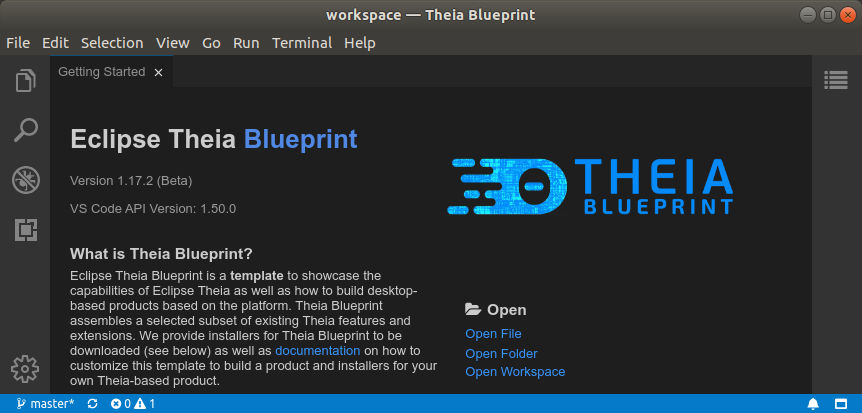 workspace — Theia Blueprint
File Edit Selection View Go Run Terminal Help
Getting Started
Eclipse Theia Blueprint
Version 1.17.2 (Beta)
VS Code API Version: 1.50.0
THEIA
BLUEPRINT
What is Theia Blueprint?
Eclipse Theia Blueprint is a template to showcase the
capabilities of Eclipse Theia as well as how to build desktop-
based products based on the platform. Theia Blueprint
assembles a selected subset of existing Theia features and
extensions. We provide installers for Theia Blueprint to be
downloaded (see below) as well as documentation on how to
customize this template to build a product and installers for your
own Theia-based product.
Open
Open File
Open Folder
Open Workspace
master* 0 1